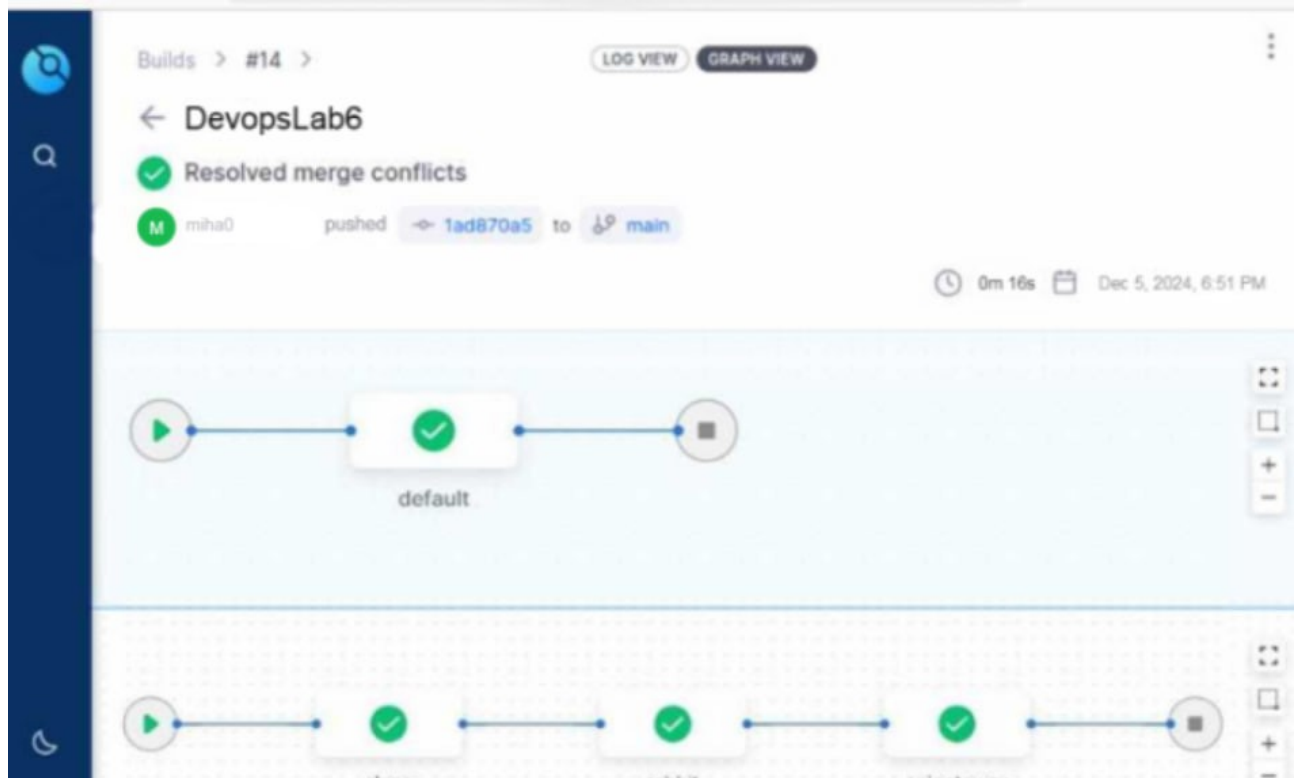 Builds > #14 >
LOG VIEW GRAPH VIEW
← DevopsLab6
Resolved merge conflicts
M miha0 pushed 1ad870a5 to main
0m 16s Dec 5, 2024, 6:51 PM
default